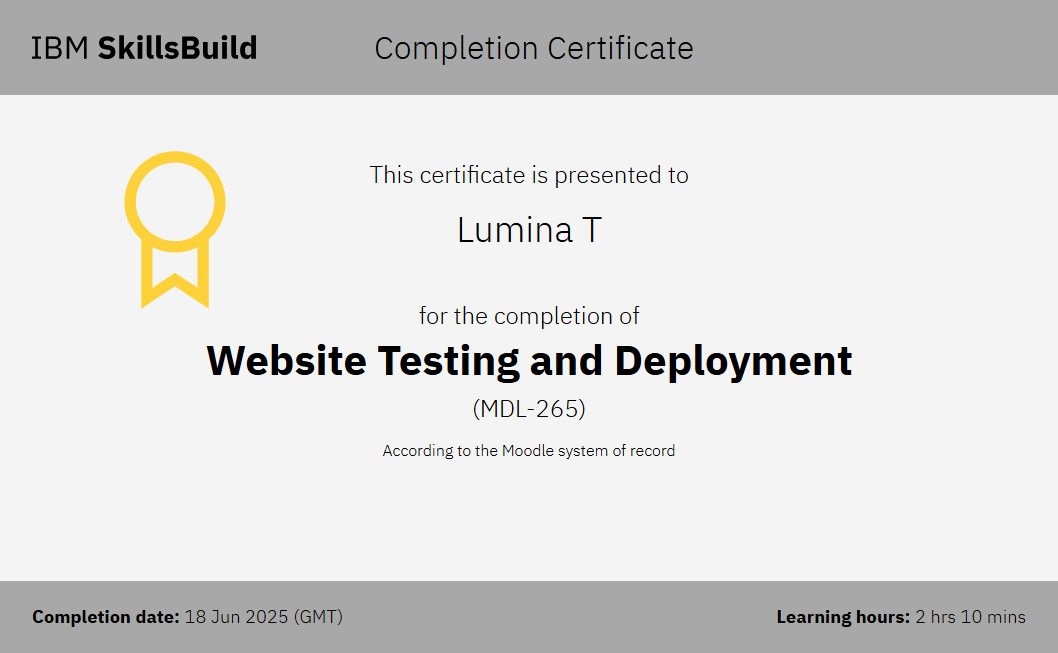 IBM SkillsBuild
Completion Certificate
This certificate is presented to
Lumina T
for the completion of
Website Testing and Deployment
(MDL-265)
According to the Moodle system of record
Completion date: 18 Jun 2025 (GMT)
Learning hours: 2 hrs 10 mins